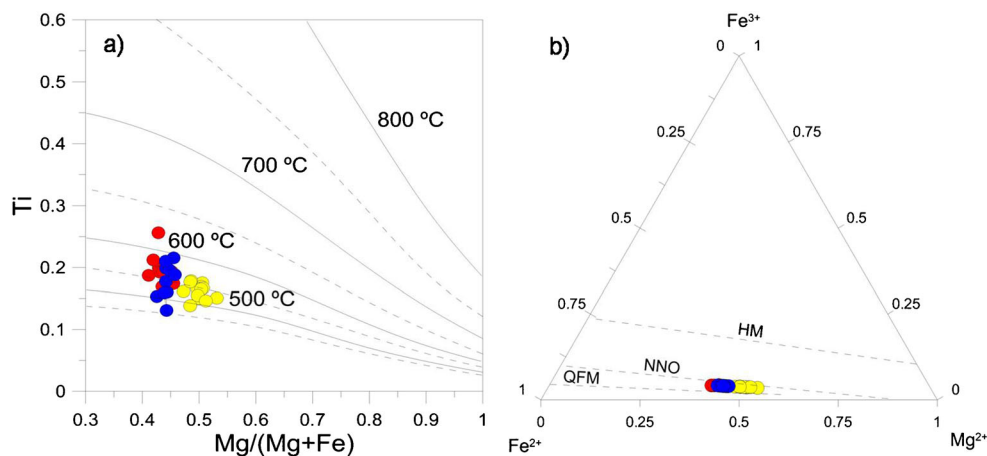 a)
0.6
0.5
0.4
0.3
0.2
0.1
0
Ti
800 ºC
700 ºC
600 ºC
500 ºC
0.3 0.4 0.5 0.6 0.7 0.8 0.9 1
Mg/(Mg+Fe)
b)
Fe³⁺
0 1
0.25 0.75
0.5 0.5
0.75 0.25
1 0
HM
NNO
QFM
0 0.25 0.5 0.75 1
Fe²⁺ Mg²⁺